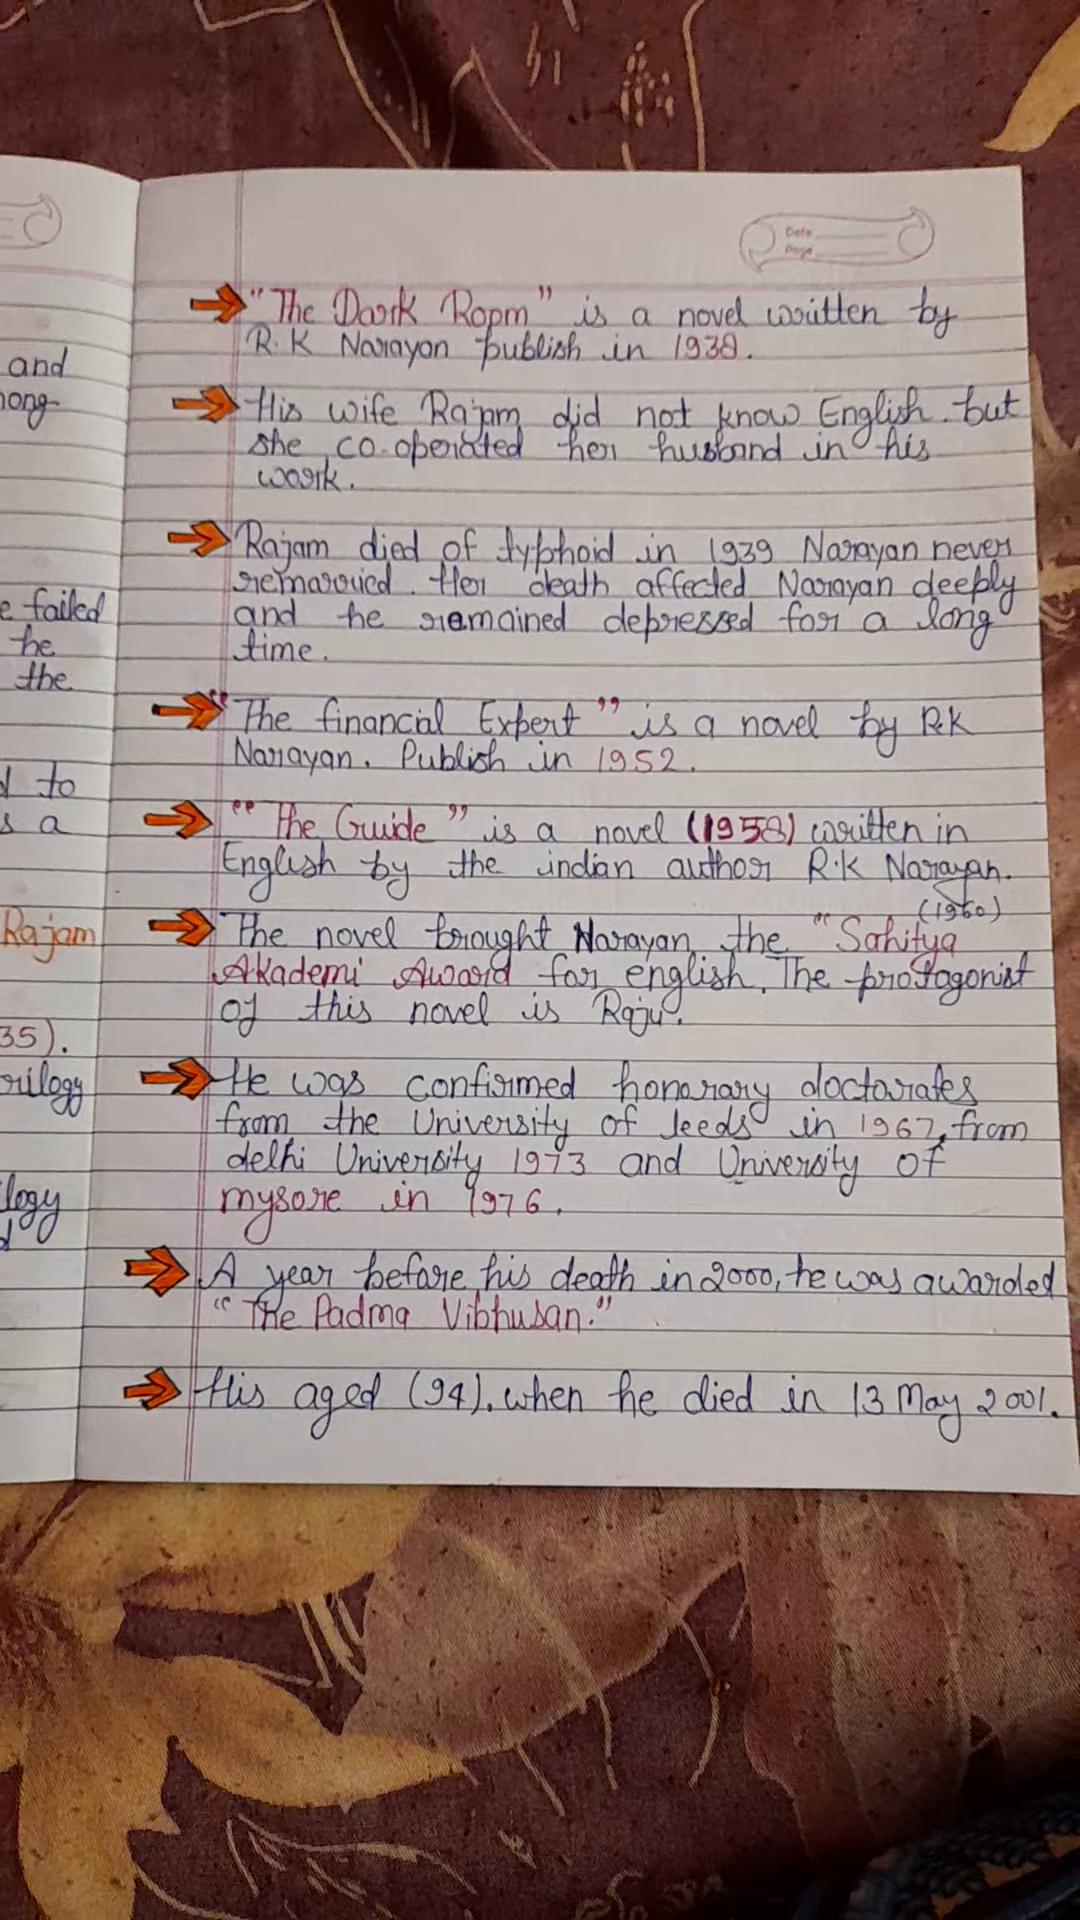 and
hong-
e failed
he
the
d to
s a
Rajam
35).
rilogy
logy
d
Date
Page
"The Dark Room" is a novel written by
R.K Narayan publish in 1938.
His wife Rajam did not know English. but
she co-operated her husband in his
work.
Rajam died of typhoid in 1939 Narayan never
remarried. Her death affected Narayan deeply
and he remained depressed for a long
time.
"The financial Expert" is a novel by R.K
Narayan. Publish in 1952.
"The Guide" is a novel (1958) written in
English by the indian author R.K Narayan.
(1960)
The novel brought Narayan the "Sahitya
Akademi Award for english. The protagonist
of this novel is Raju".
He was confirmed honarary doctarates
from the University of leeds in 1967, from
delhi University 1973 and University of
mysore in 1976.
A year before his death in 2000, he was awarded
"The Padma Vibhusan."
His aged (94). when he died in 13 May 2001.